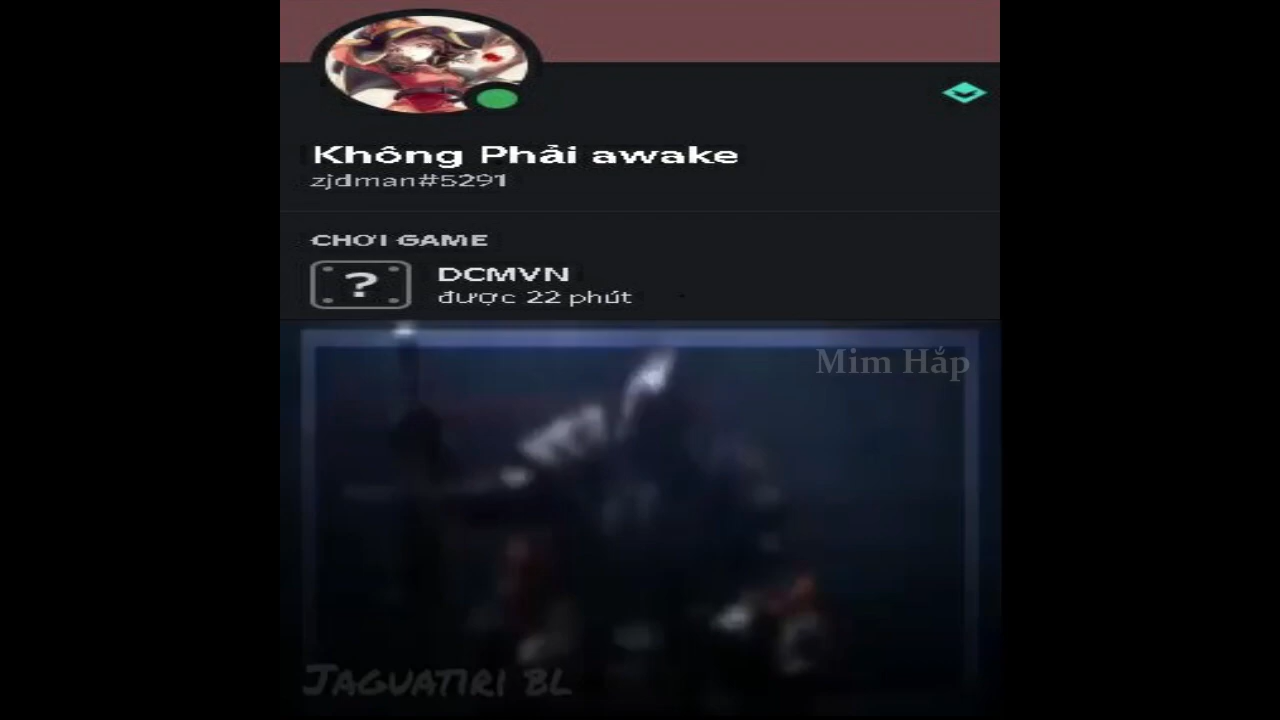 Không Phải awake
zjdman#5291
CHƠI GAME
?
DCMVN
được 22 phút
Mim Hắp
JAGUATIRI BL